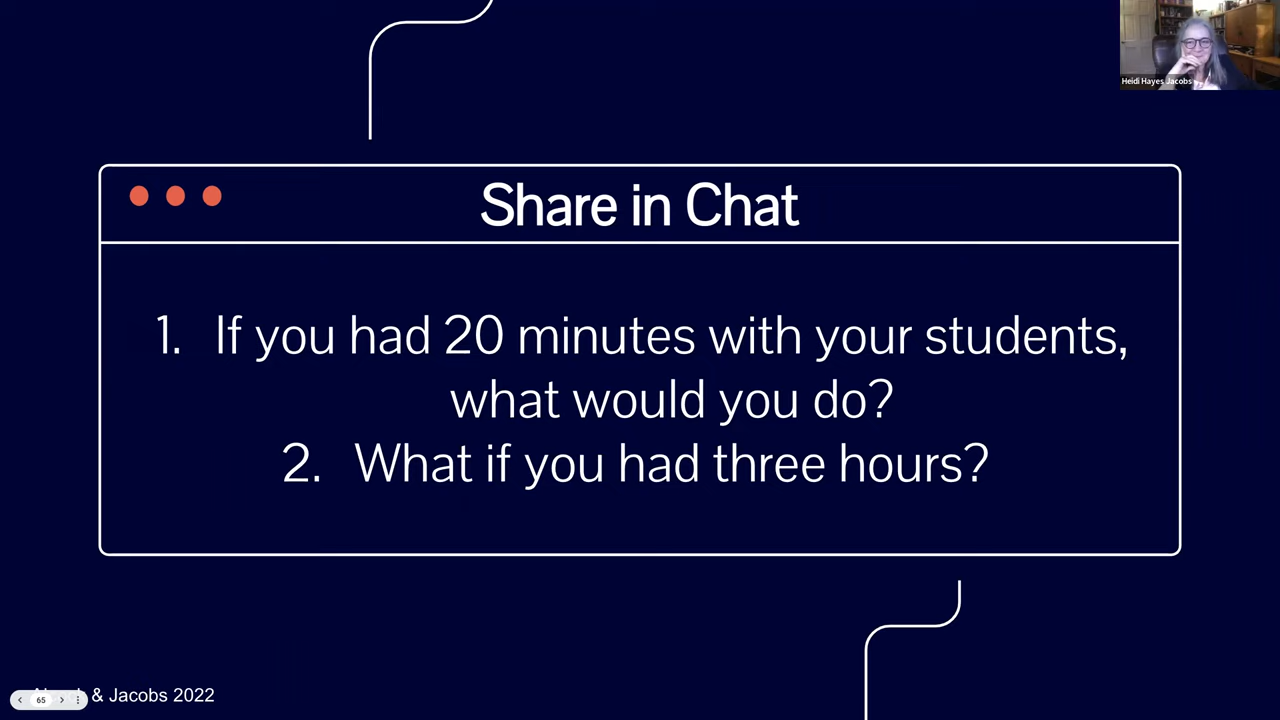 Heidi Hayes Jacobs
Share in Chat
1. If you had 20 minutes with your students,
what would you do?
2. What if you had three hours?
& Jacobs 2022
65